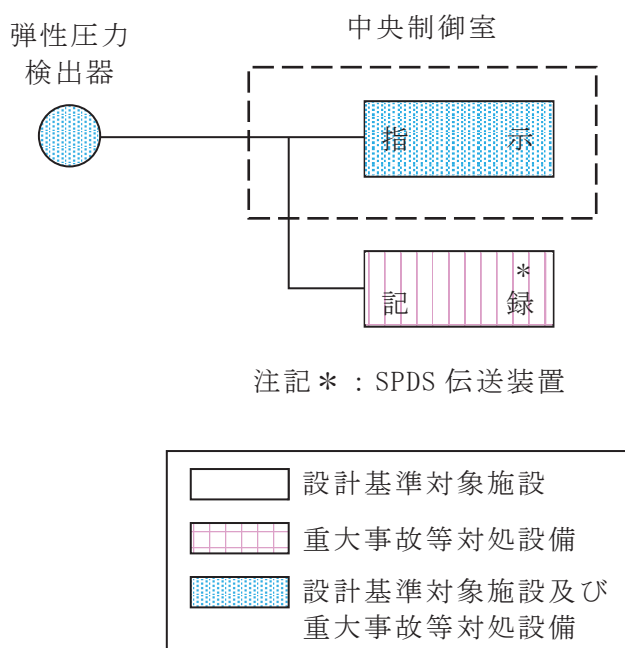 弾性圧力
検出器
中央制御室
指示
*
記録
注記*：SPDS 伝送装置
設計基準対象施設
重大事故等対処設備
設計基準対象施設及び
重大事故等対処設備